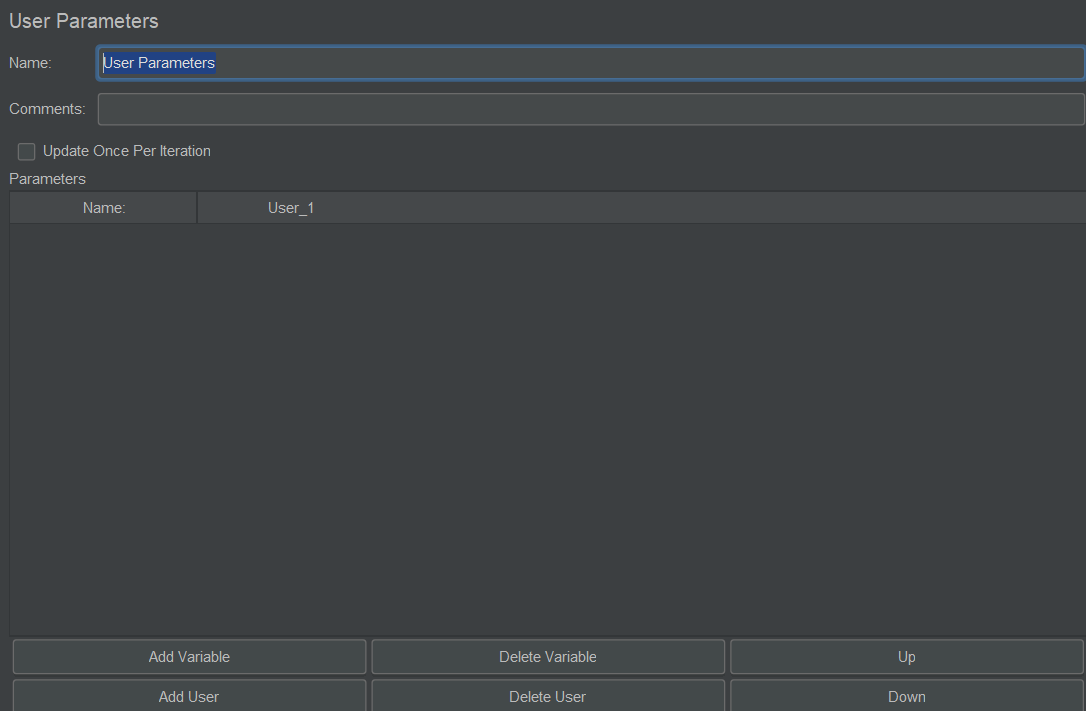 User Parameters
Name: User Parameters
Comments:
Update Once Per Iteration
Parameters
Name: User_1
Add Variable Delete Variable Up
Add User Delete User Down